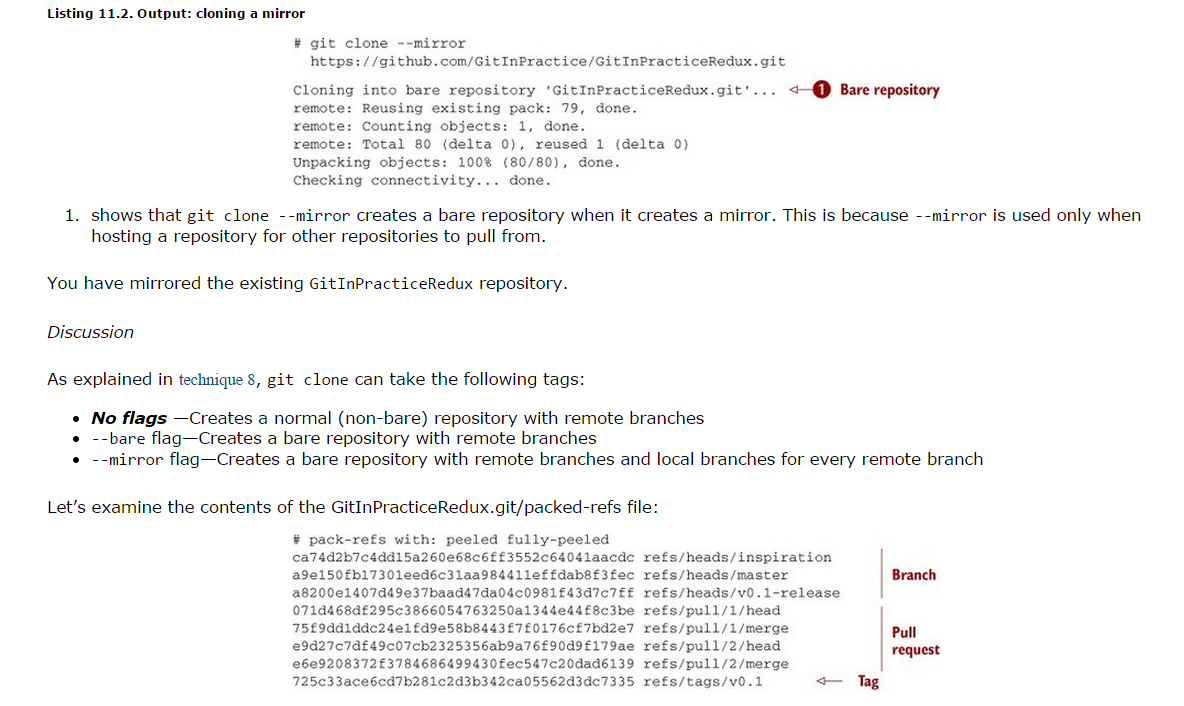 Listing 11.2. Output: cloning a mirror
# git clone --mirror
https://github.com/GitInPractice/GitInPracticeRedux.git
Cloning into bare repository 'GitInPracticeRedux.git'... 1 Bare repository
remote: Reusing existing pack: 79, done.
remote: Counting objects: 1, done.
remote: Total 80 (delta 0), reused 1 (delta 0)
Unpacking objects: 100% (80/80), done.
Checking connectivity... done.
1. shows that git clone --mirror creates a bare repository when it creates a mirror. This is because --mirror is used only when
hosting a repository for other repositories to pull from.
You have mirrored the existing GitInPracticeRedux repository.
Discussion
As explained in technique 8, git clone can take the following tags:
• No flags —Creates a normal (non-bare) repository with remote branches
• --bare flag—Creates a bare repository with remote branches
• --mirror flag—Creates a bare repository with remote branches and local branches for every remote branch
Let's examine the contents of the GitInPracticeRedux.git/packed-refs file:
# pack-refs with: peeled fully-peeled
ca74d2b7c4dd15a260e68c6ff3552c64041aacdc refs/heads/inspiration
a9e150fb17301eed6c31aa984411effdab8f3fec refs/heads/master Branch
a8200e1407d49e37baad47da04c0981f43d7c7ff refs/heads/v0.1-release
071d468df295c3866054763250a1344e44f8c3be refs/pull/1/head
75f9dd1ddc24e1fd9e58b8443f7f0176cf7bd2e7 refs/pull/1/merge Pull
e9d27c7df49c07cb2325356ab9a76f90d9f179ae refs/pull/2/head request
e6e9208372f3784686499430fec547c20dad6139 refs/pull/2/merge
725c33ace6cd7b281c2d3b342ca05562d3dc7335 refs/tags/v0.1 Tag